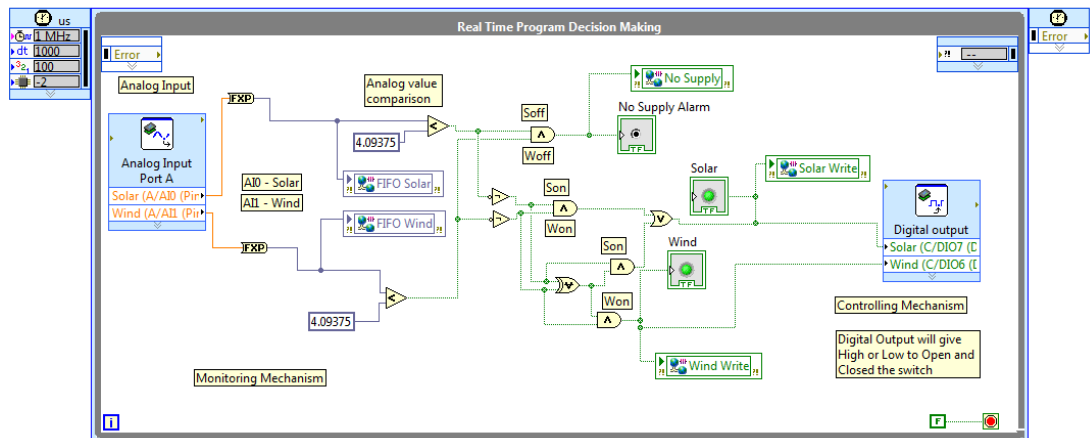 us
1 MHz
dt 1000
100
-2
Real Time Program Decision Making
Error
--
Error
Analog Input
Analog value
comparison
No Supply
Soff
No Supply Alarm
4.09375
Woff
TF
FXP
Analog Input
Port A
Solar (A/AI0 (Pin
Wind (A/AI1 (Pin
AI0 - Solar
AI1 - Wind
FIFO Solar
FIFO Wind
Son
Won
Solar
TF
Solar Write
Digital output
Solar (C/DIO7 (D
Wind (C/DIO6 (D
Wind
TF
Son
Won
FXP
4.09375
Controlling Mechanism
Digital Output will give
High or Low to Open and
Closed the switch
Wind Write
Monitoring Mechanism
i
F